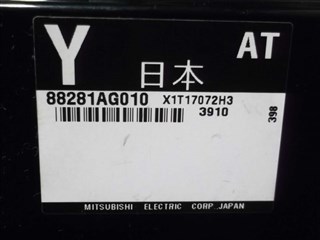 Y AT
日本
88281AG010 X1T17072H3
3910
398
MITSUBISHI ELECTRIC CORP. JAPAN